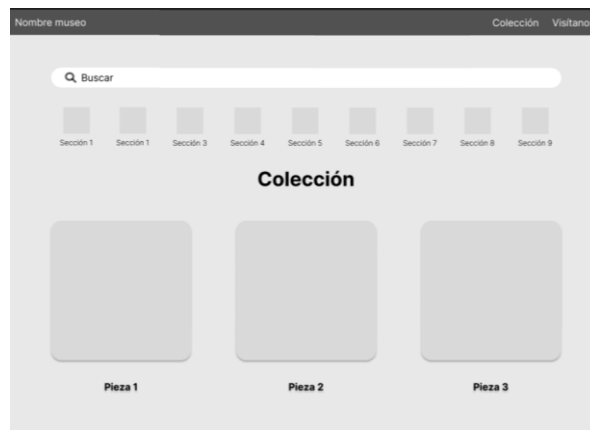 Nombre museo Colección Vísítano
Buscar
Sección 1 Sección 1 Sección 3 Sección 4 Sección 5 Sección 6 Sección 7 Sección 8 Sección 9
Colección
Pieza 1 Pieza 2 Pieza 3